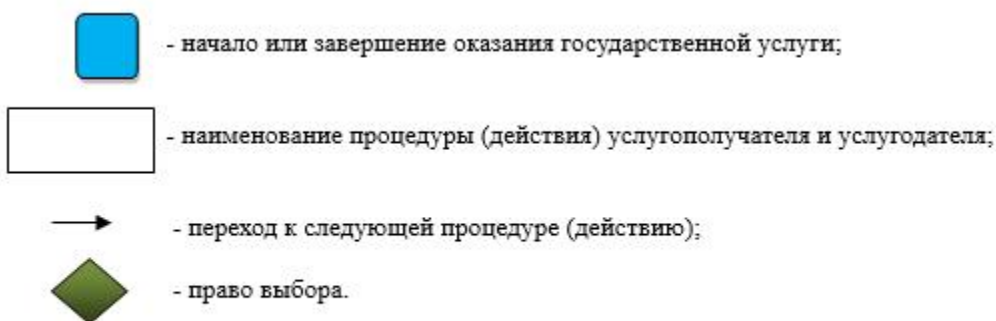 - начало или завершение оказания государственной услуги;
- наименование процедуры (действия) услугополучателя и услугодателя;
- переход к следующей процедуре (действию);
- право выбора.